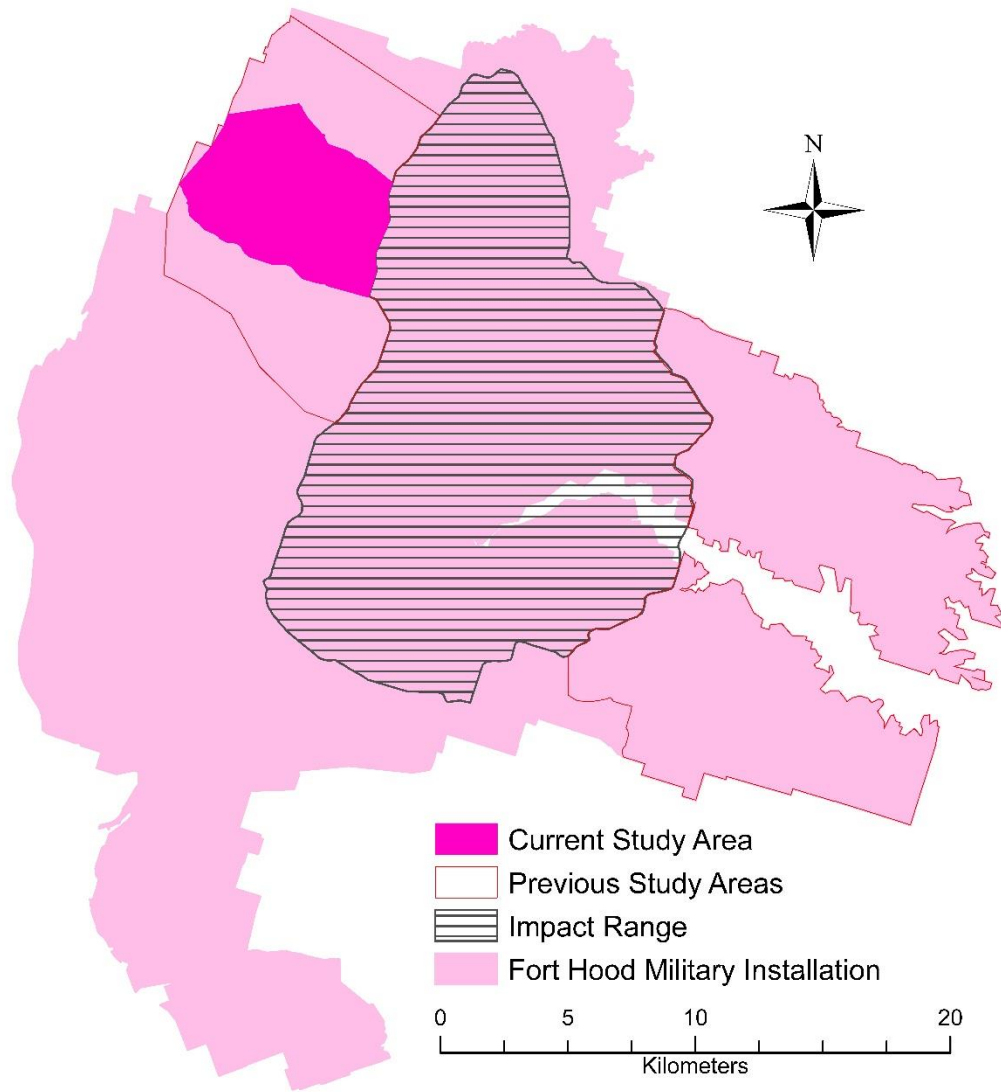 N
Current Study Area
Previous Study Areas
Impact Range
Fort Hood Military Installation
0 5 10 20
Kilometers